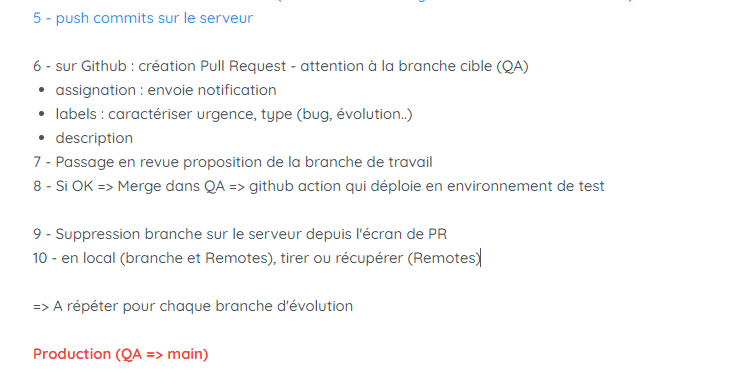 5 - push commits sur le serveur
6 - sur Github : création Pull Request - attention à la branche cible (QA)
• assignation : envoie notification
• labels : caractériser urgence, type (bug, évolution..)
• description
7 - Passage en revue proposition de la branche de travail
8 - Si OK => Merge dans QA => github action qui déploie en environnement de test
9 - Suppression branche sur le serveur depuis l'écran de PR
10 - en local (branche et Remotes), tirer ou récupérer (Remotes)
=> A répéter pour chaque branche d'évolution
Production (QA => main)